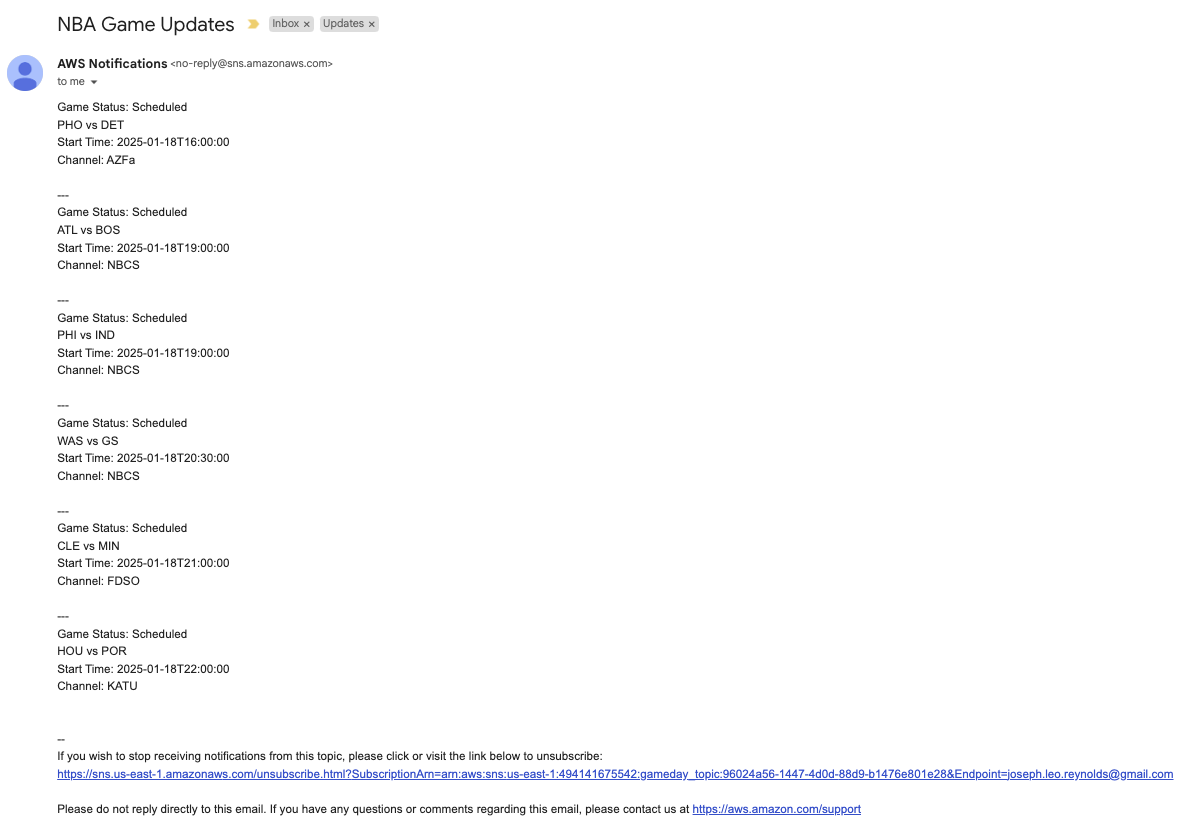 NBA Game Updates Inbox × Updates ×
AWS Notifications <no-reply@sns.amazonaws.com>
to me
Game Status: Scheduled
PHO vs DET
Start Time: 2025-01-18T16:00:00
Channel: AZFa
---
Game Status: Scheduled
ATL vs BOS
Start Time: 2025-01-18T19:00:00
Channel: NBCS
---
Game Status: Scheduled
PHI vs IND
Start Time: 2025-01-18T19:00:00
Channel: NBCS
---
Game Status: Scheduled
WAS vs GS
Start Time: 2025-01-18T20:30:00
Channel: NBCS
---
Game Status: Scheduled
CLE vs MIN
Start Time: 2025-01-18T21:00:00
Channel: FDSO
---
Game Status: Scheduled
HOU vs POR
Start Time: 2025-01-18T22:00:00
Channel: KATU
--
If you wish to stop receiving notifications from this topic, please click or visit the link below to unsubscribe:
https://sns.us-east-1.amazonaws.com/unsubscribe.html?SubscriptionArn=arn:aws:sns:us-east-1:494141675542:gameday_topic:96024a56-1447-4d0d-88d9-b1476e801e28&Endpoint=joseph.leo.reynolds@gmail.com
Please do not reply directly to this email. If you have any questions or comments regarding this email, please contact us at https://aws.amazon.com/support